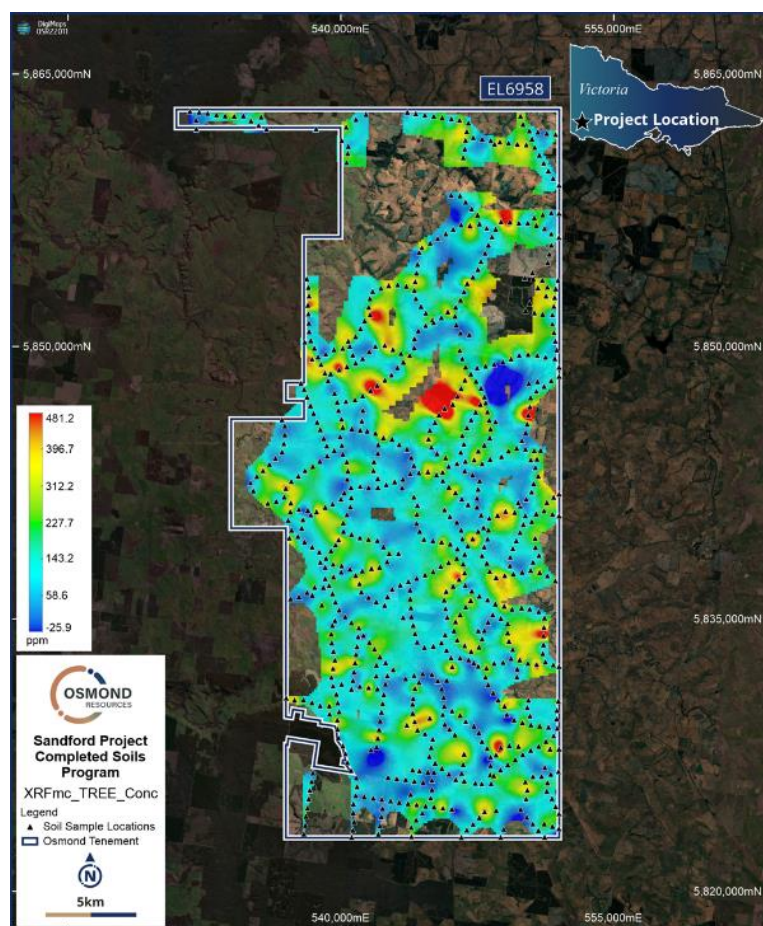 DigiMaps
OSR22011
540,000mE
555,000mE
5,865,000mN
5,865,000mN
EL6958
Victoria
Project Location
5,850,000mN
5,850,000mN
481.2
396.7
312.2
227.7
143.2
58.6
-25.9
ppm
5,835,000mN
OSMOND
RESOURCES
Sandford Project
Completed Soils
Program
XRFmc_TREE_Conc
Legend
Soil Sample Locations
Osmond Tenement
N
5km
5,820,000mN
540,000mE
555,000mE